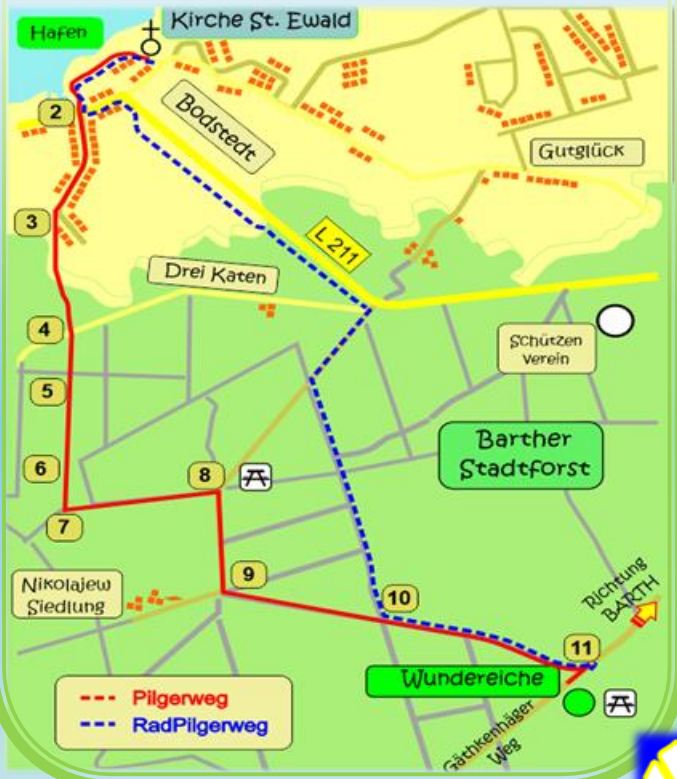 Hafen
Kirche St. Ewald
2
Bodstedt
Gutglück
3
L 211
Drei Katen
4
Schützen
Verein
5
Barther
Stadtforst
6
8
7
9
Nikolajew
Siedlung
10
Richtung
BARTH
11
Wundereiche
Pilgerweg
RadPilgerweg
Gäthkenhäger
Weg